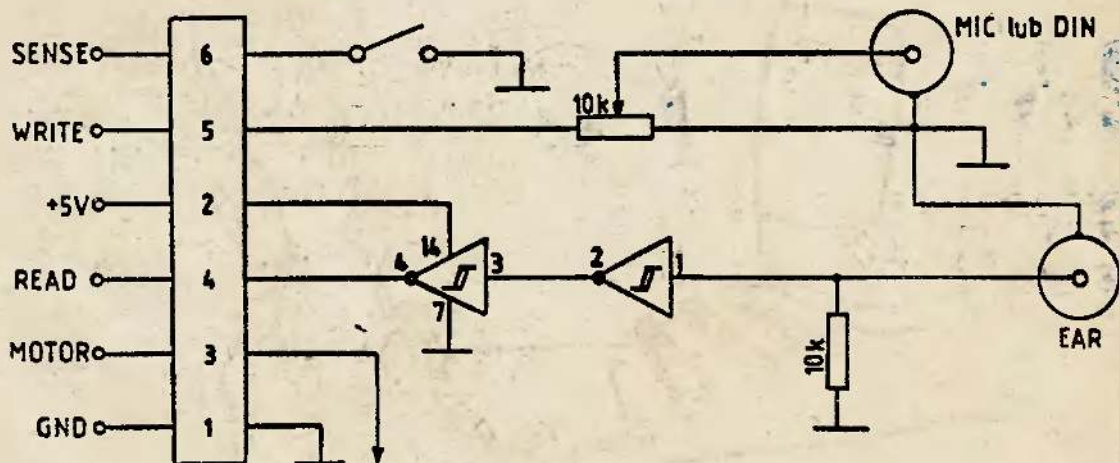 MIC lub DIN
SENSE 6
10k
WRITE 5
+5V 2
14
READ 4 4 3 2 1
7
EAR
MOTOR 3
10k
GND 1